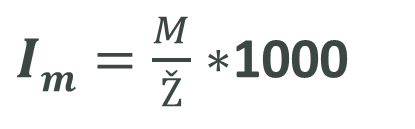 I_m = M/Ž *1000